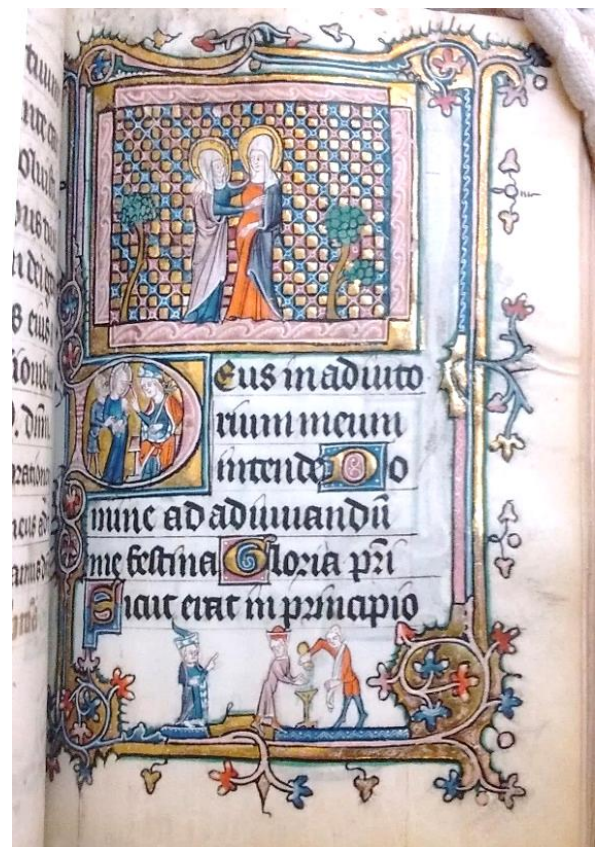 Deus in adiuto
rium meum
intende Do
mine ad adiuuandū
me festina Gloria pri
Sicut erat in principio